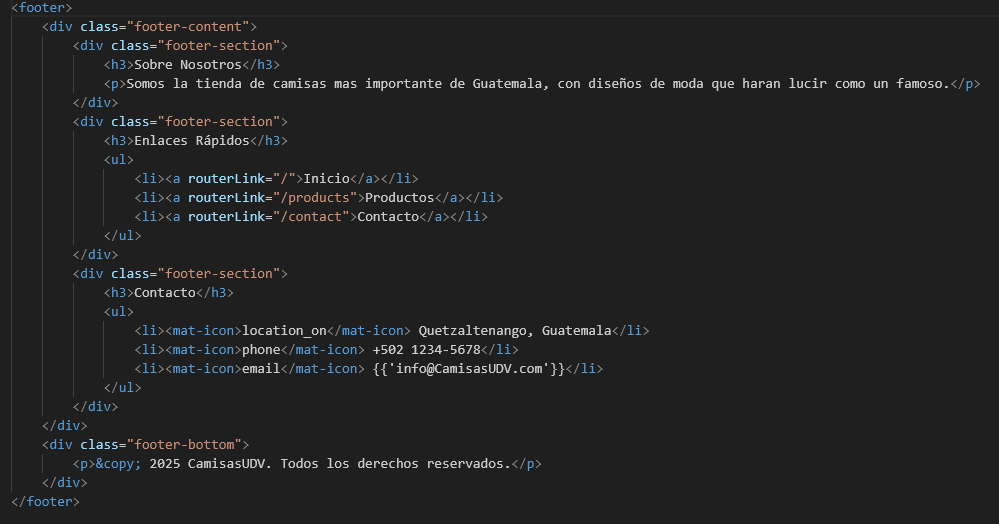 <footer>
    <div class="footer-content">
        <div class="footer-section">
            <h3>Sobre Nosotros</h3>
            <p>Somos la tienda de camisas mas importante de Guatemala, con diseños de moda que haran lucir como un famoso.</p>
        </div>
        <div class="footer-section">
            <h3>Enlaces Rápidos</h3>
            <ul>
                <li><a routerLink="/">Inicio</a></li>
                <li><a routerLink="/products">Productos</a></li>
                <li><a routerLink="/contact">Contacto</a></li>
            </ul>
        </div>
        <div class="footer-section">
            <h3>Contacto</h3>
            <ul>
                <li><mat-icon>location_on</mat-icon> Quetzaltenango, Guatemala</li>
                <li><mat-icon>phone</mat-icon> +502 1234-5678</li>
                <li><mat-icon>email</mat-icon> {{'info@CamisasUDV.com'}}</li>
            </ul>
        </div>
    </div>
    <div class="footer-bottom">
        <p>&copy; 2025 CamisasUDV. Todos los derechos reservados.</p>
    </div>
</footer>